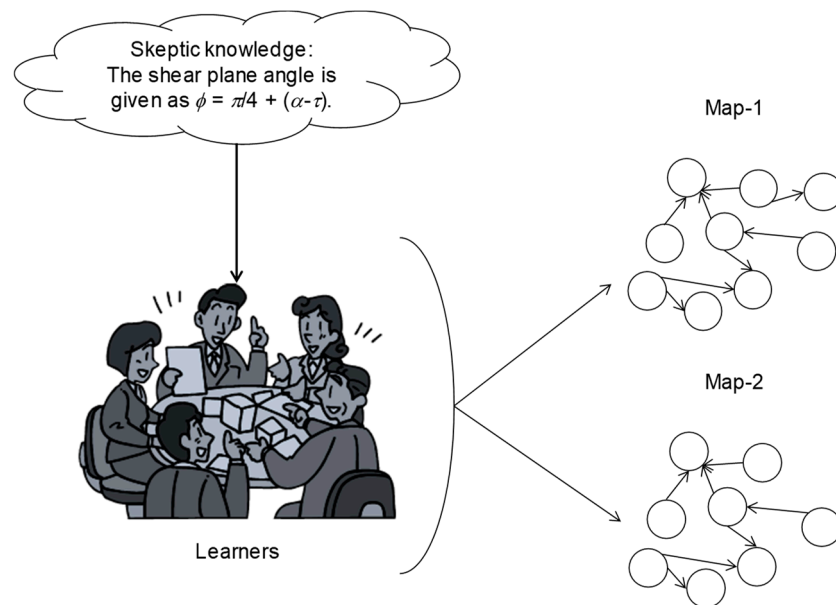 Skeptic knowledge:
The shear plane angle is
given as ϕ = π/4 + (α-τ).
Map-1
Map-2
Learners